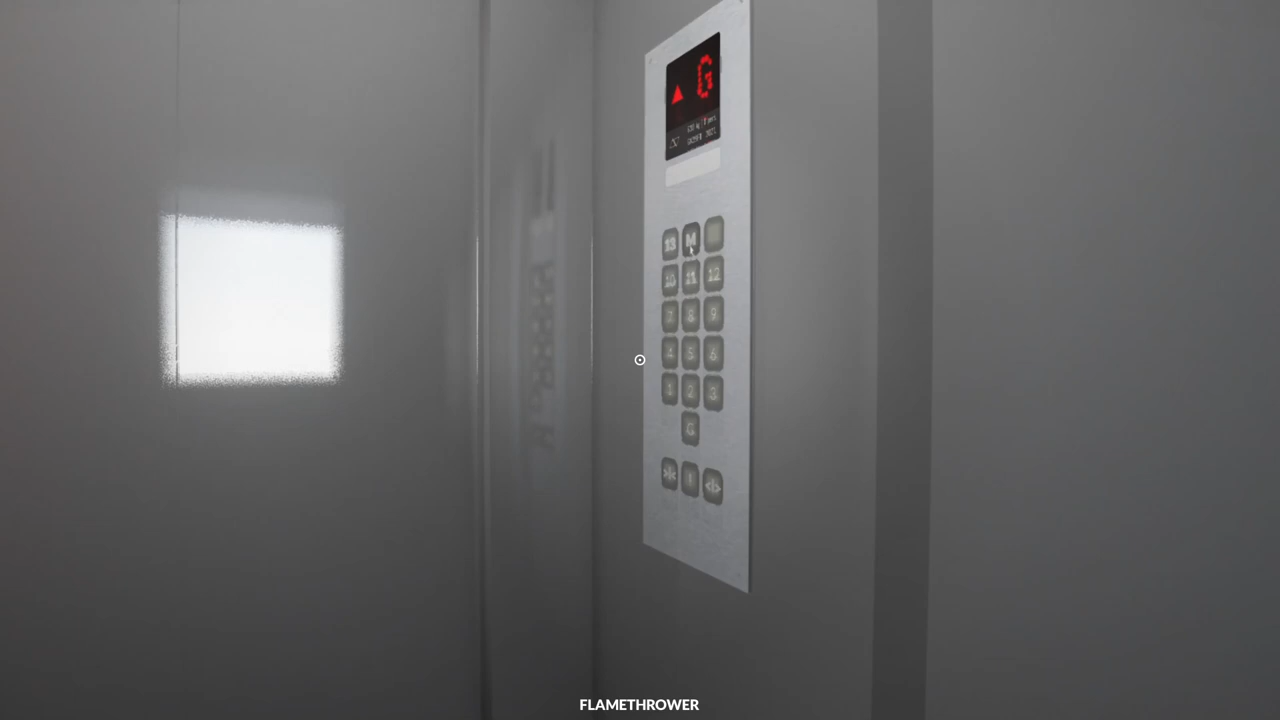 G
13 M
10 11 12
7 8 9
4 5 6
1 2 3
G
>|< ! <|>
FLAMETHROWER